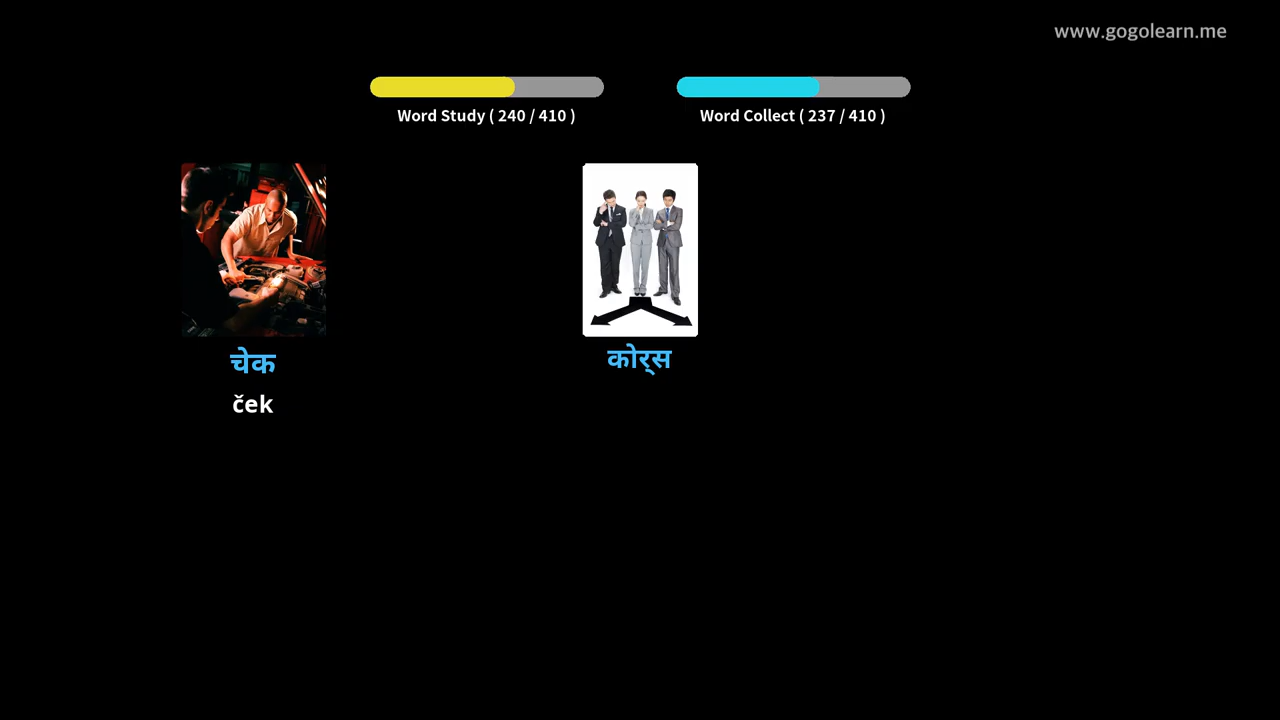 www.gogolearn.me
Word Study ( 240 / 410 )
Word Collect ( 237 / 410 )
चेक
ček
कोर्‌स